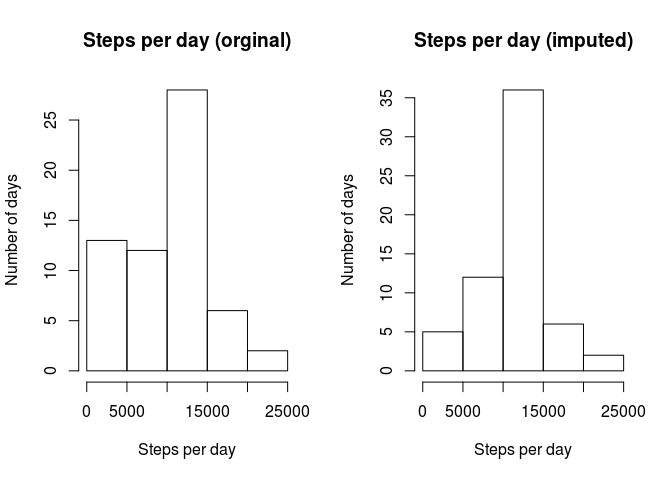 Steps per day (orginal)
Number of days
25
20
15
10
5
0
0 5000 15000 25000
Steps per day
Steps per day (imputed)
Number of days
35
30
25
20
15
10
5
0
0 5000 15000 25000
Steps per day